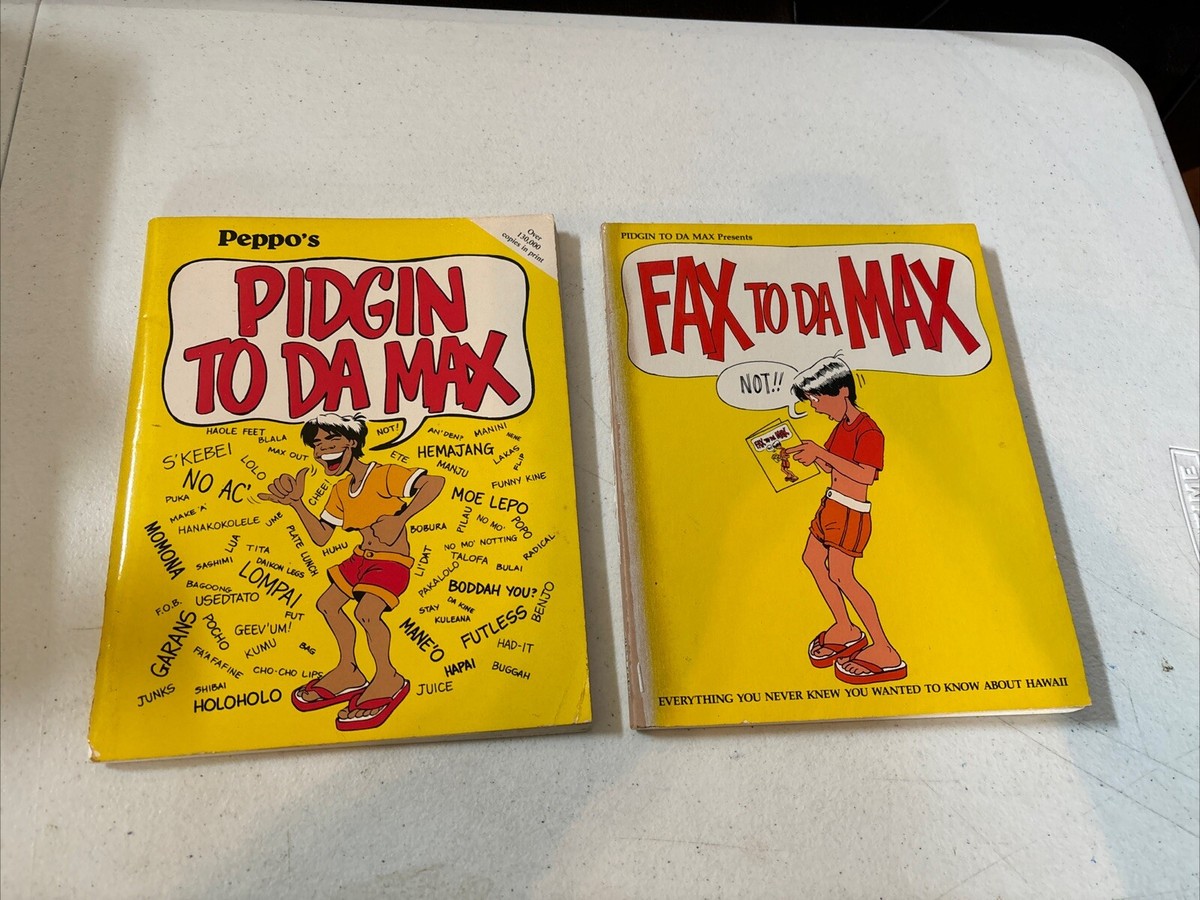 Peppo's
Over
130,000
copies in print
PIDGIN
TO DA MAX
HAOLE FEET
BLALA
NOT!
AN' DEN?
MANINI
NENE
S'KEBEI
LOLO
MAX OUT
ETE
HEMAJANG
LAKAS
FLIP
MANJU
NO AC'
CHEE!
FUNNY KINE
PUKA
MOE LEPO
MAKE 'A'
UME
PILAU
POPO
HANAKOKOLELE
PLATE LUNCH
BOBURA
NO MO'
MOMONA
LUA
TITA
HUHU
NO MO' NOTTING
RADICAL
SASHIMI
DAIKON LEGS
LI'DAT
TALOFA
BULAI
LOMPAI
PAKALOLO
BAGOONG
BODDAH YOU?
F.O.B.
USEDTATO
FUT
STAY
DA KINE
BENJO
KULEANA
GARANS
POCHO
GEEV'UM!
MANE'O
FUTLESS
KUMU
BAG
HAD-IT
FA'AFAFINE
CHO-CHO LIPS
HAPAI
BUGGAH
JUNKS
SHIBAI
HOLOHOLO
JUICE
PIDGIN TO DA MAX Presents
FAX TO DA MAX
NOT!!
FAX TO DA MAX
EVERYTHING YOU NEVER KNEW YOU WANTED TO KNOW ABOUT HAWAII